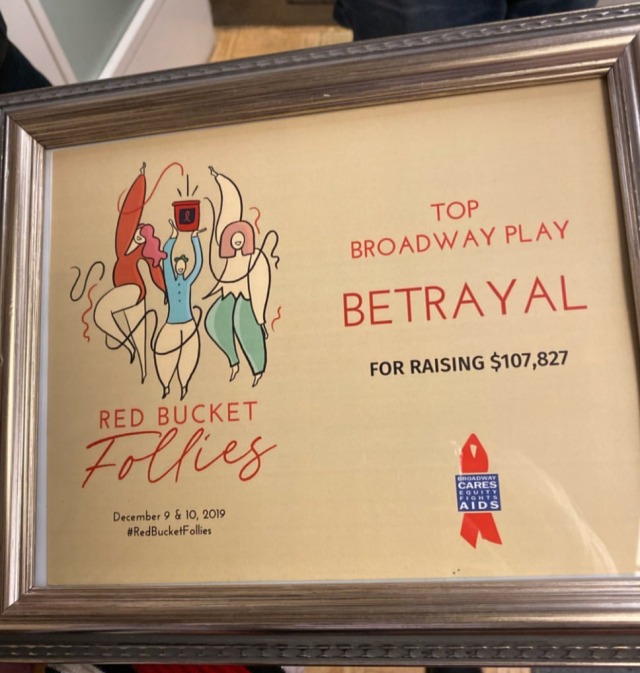 TOP
BROADWAY PLAY
BETRAYAL
FOR RAISING $107,827
RED BUCKET
Follies
December 9 & 10, 2019
#RedBucketFollies
BROADWAY
CARES
EQUITY
FIGHTS
AIDS